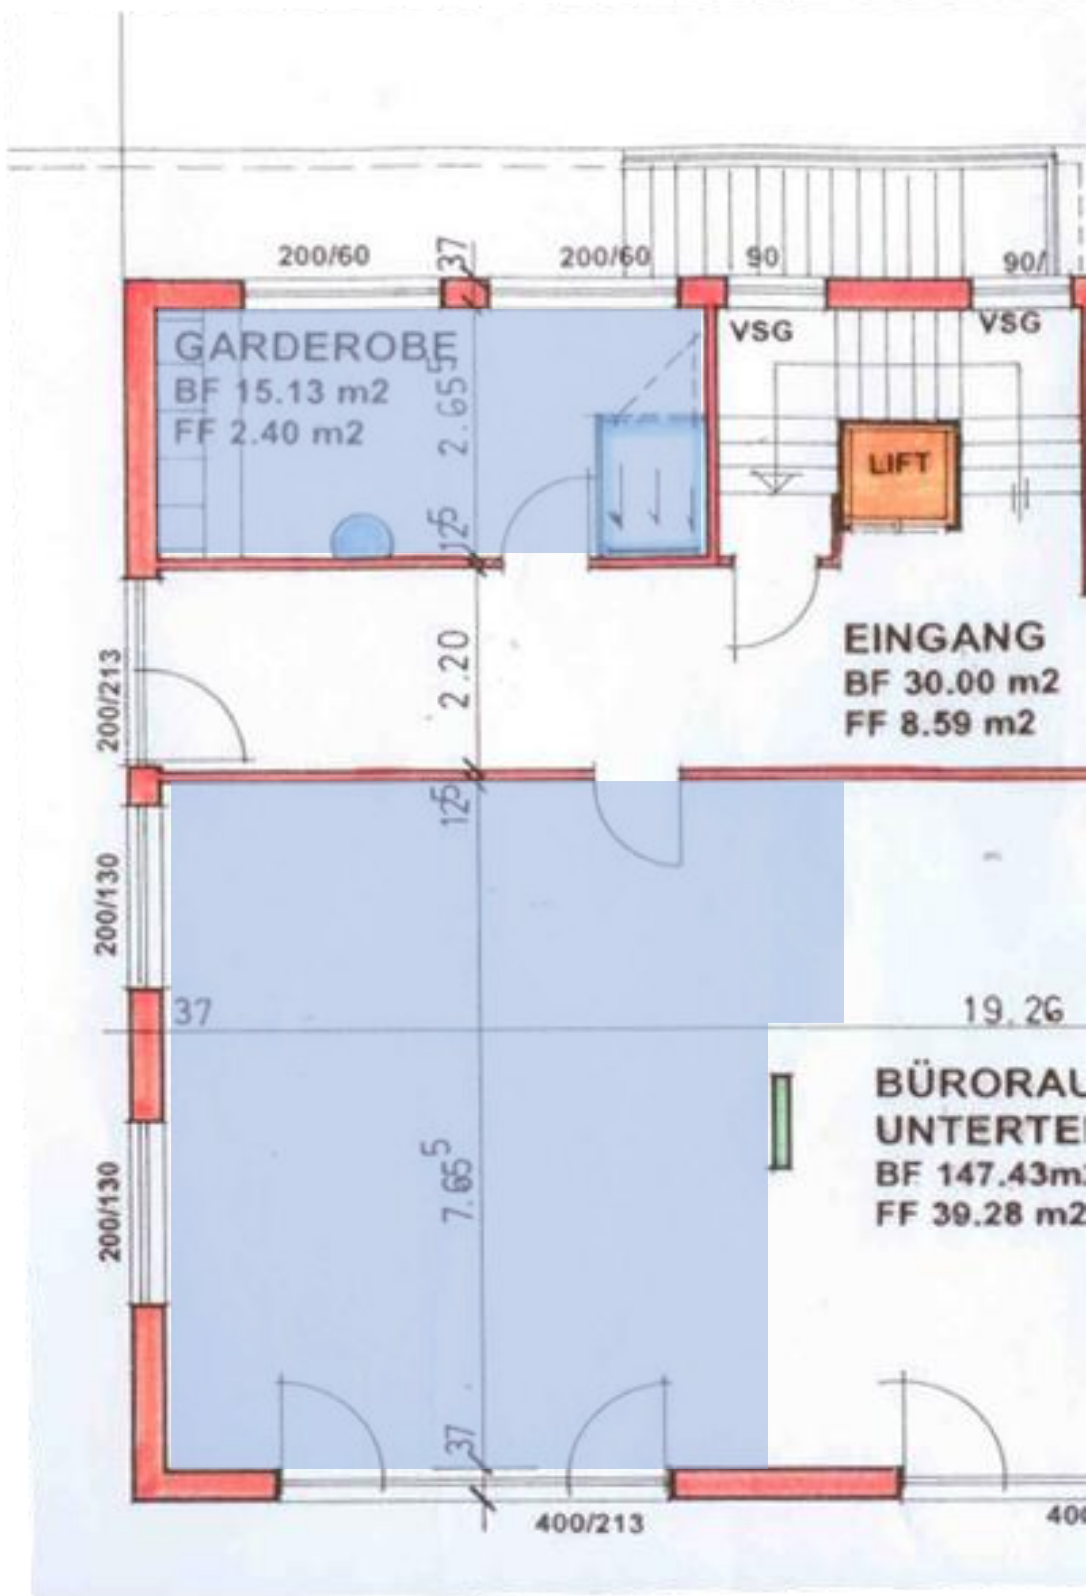 200/60
37
200/60
90
90/
VSG
VSG
GARDEROBE
BF 15.13 m2
FF 2.40 m2
2.65⁵
LIFT
125
EINGANG
BF 30.00 m2
FF 8.59 m2
2.20
200/213
125
200/130
37
19.26
BÜRORAU
UNTERTE
BF 147.43m
FF 39.28 m2
7.65⁵
200/130
37
400/213
400